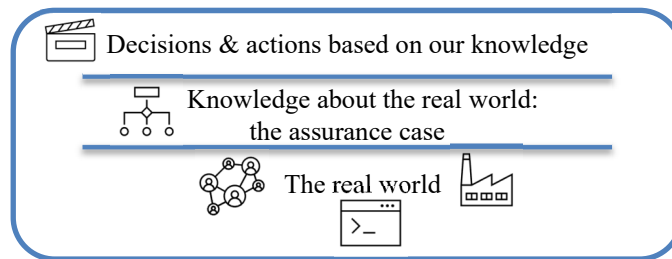 Decisions & actions based on our knowledge
Knowledge about the real world:
the assurance case
The real world
>_